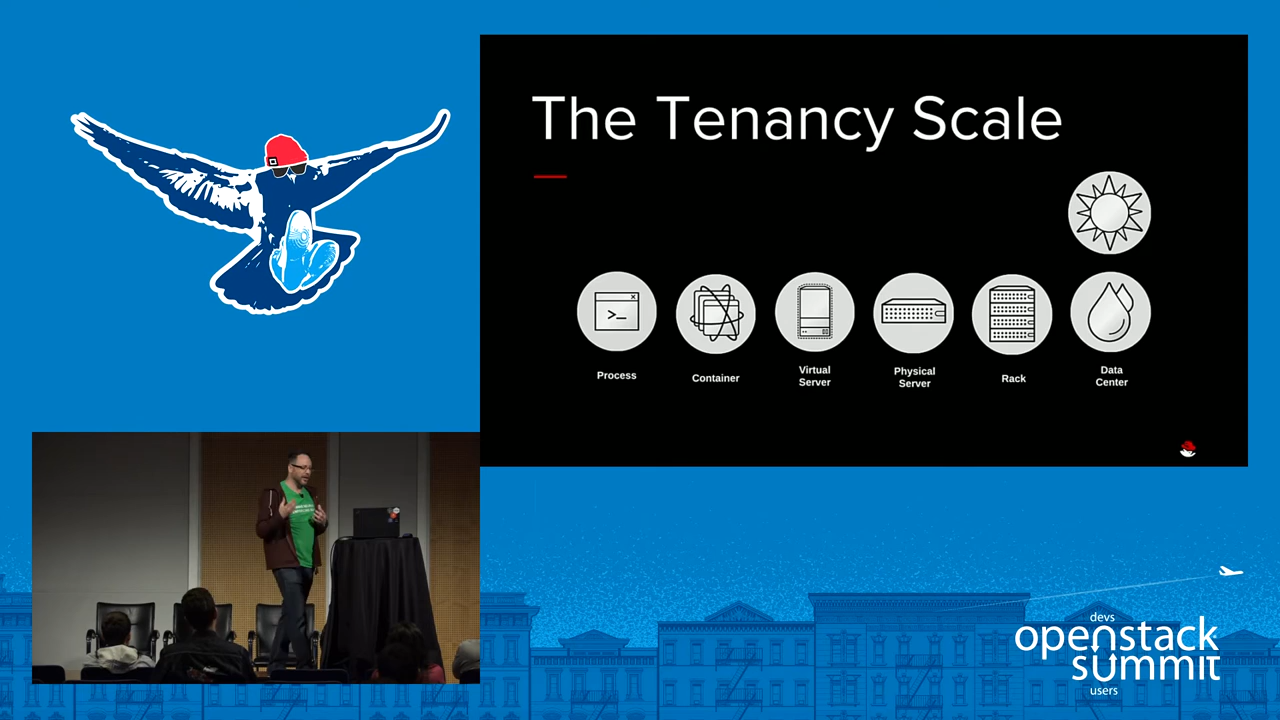 The Tenancy Scale
>_
Process
Container
Virtual
Server
Physical
Server
Rack
Data
Center
devs
openstack
summit
users